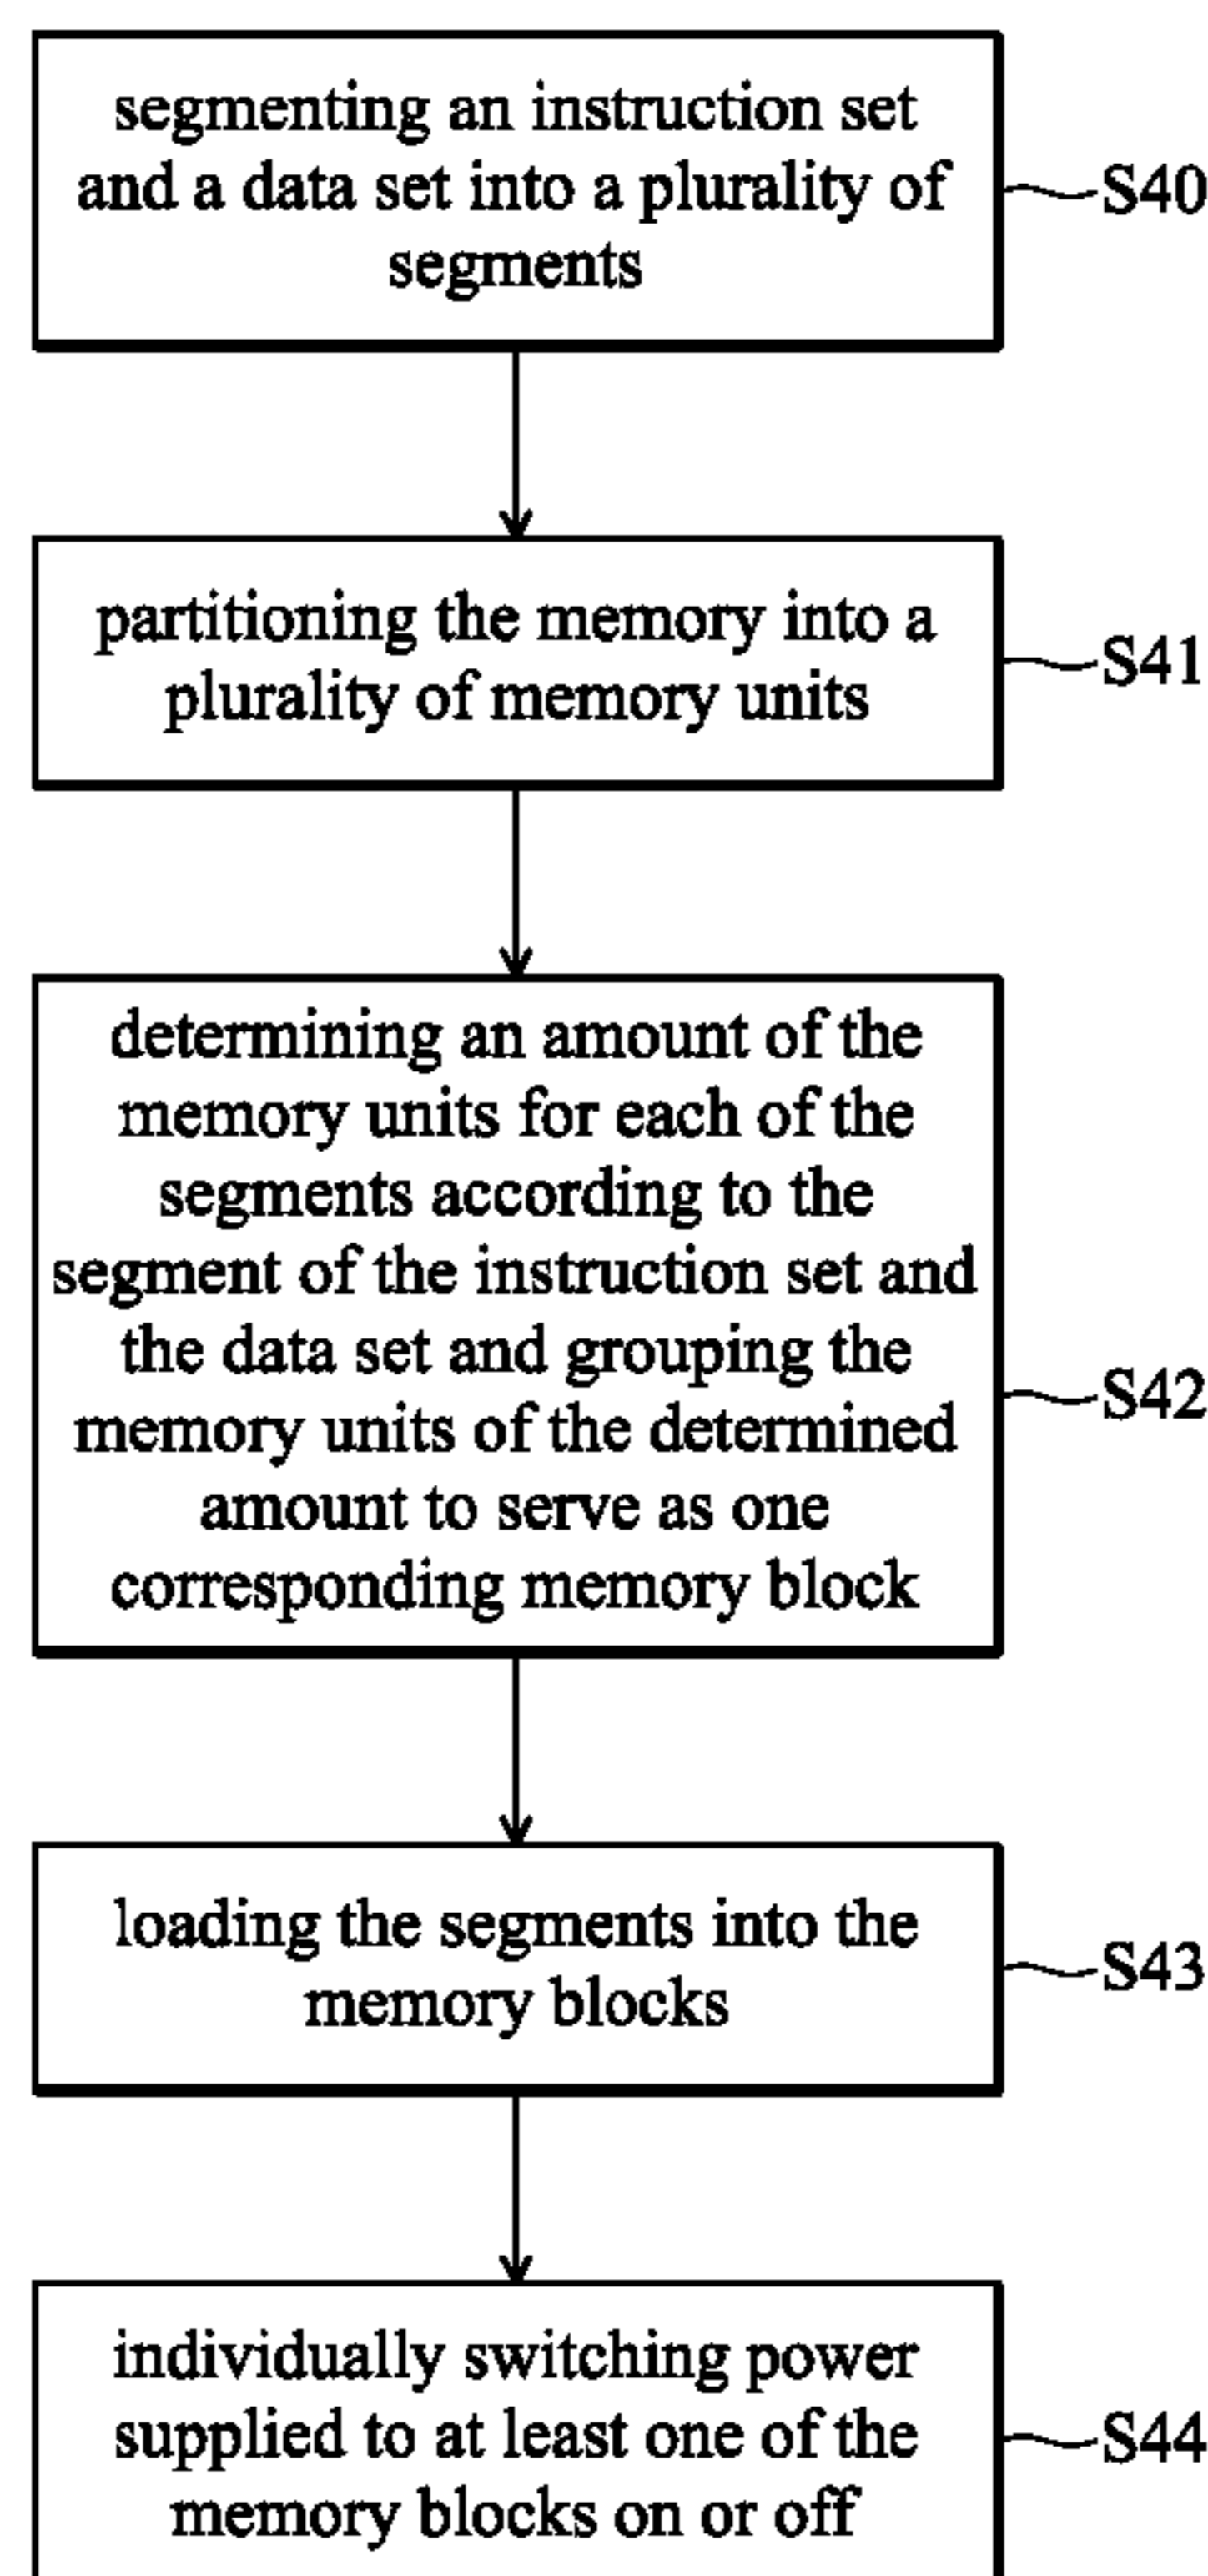 segmenting an instruction set
and a data set into a plurality of
segments
S40
partitioning the memory into a
plurality of memory units
S41
determining an amount of the
memory units for each of the
segments according to the
segment of the instruction set and
the data set and grouping the
memory units of the determined
amount to serve as one
corresponding memory block
S42
loading the segments into the
memory blocks
S43
individually switching power
supplied to at least one of the
memory blocks on or off
S44